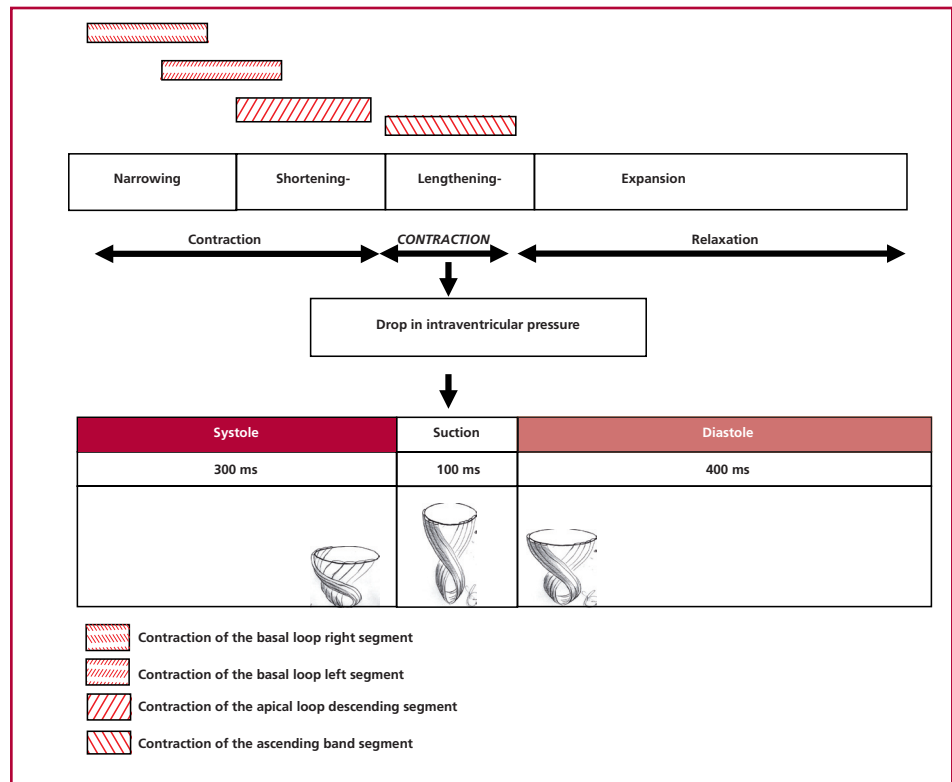 Narrowing Shortening- Lengthening- Expansion
Contraction CONTRACTION Relaxation
Drop in intraventricular pressure
Systole Suction Diastole
300 ms 100 ms 400 ms
Contraction of the basal loop right segment
Contraction of the basal loop left segment
Contraction of the apical loop descending segment
Contraction of the ascending band segment